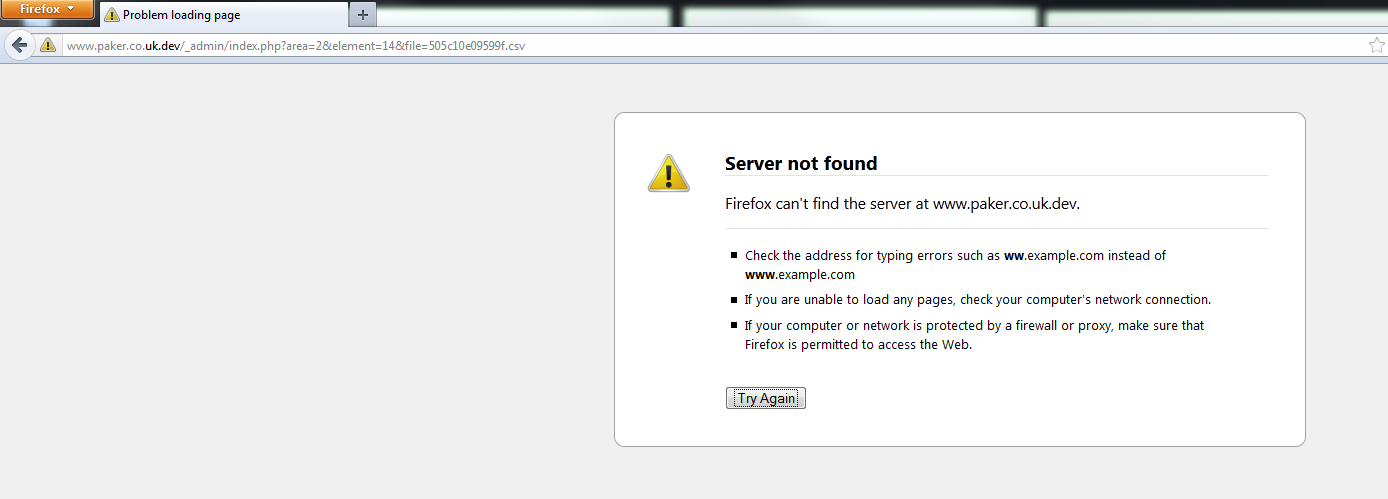 Firefox
Problem loading page
www.paker.co.uk.dev/_admin/index.php?area=2&element=14&file=505c10e09599f.csv
Server not found
Firefox can't find the server at www.paker.co.uk.dev.
Check the address for typing errors such as ww.example.com instead of
www.example.com
If you are unable to load any pages, check your computer's network connection.
If your computer or network is protected by a firewall or proxy, make sure that
Firefox is permitted to access the Web.
Try Again